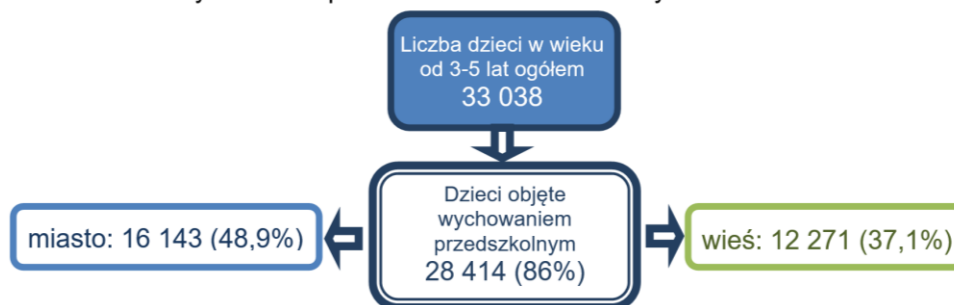 Liczba dzieci w wieku
od 3-5 lat ogółem
33 038
Dzieci objęte
wychowaniem
przedszkolnym
28 414 (86%)
miasto: 16 143 (48,9%)
wieś: 12 271 (37,1%)